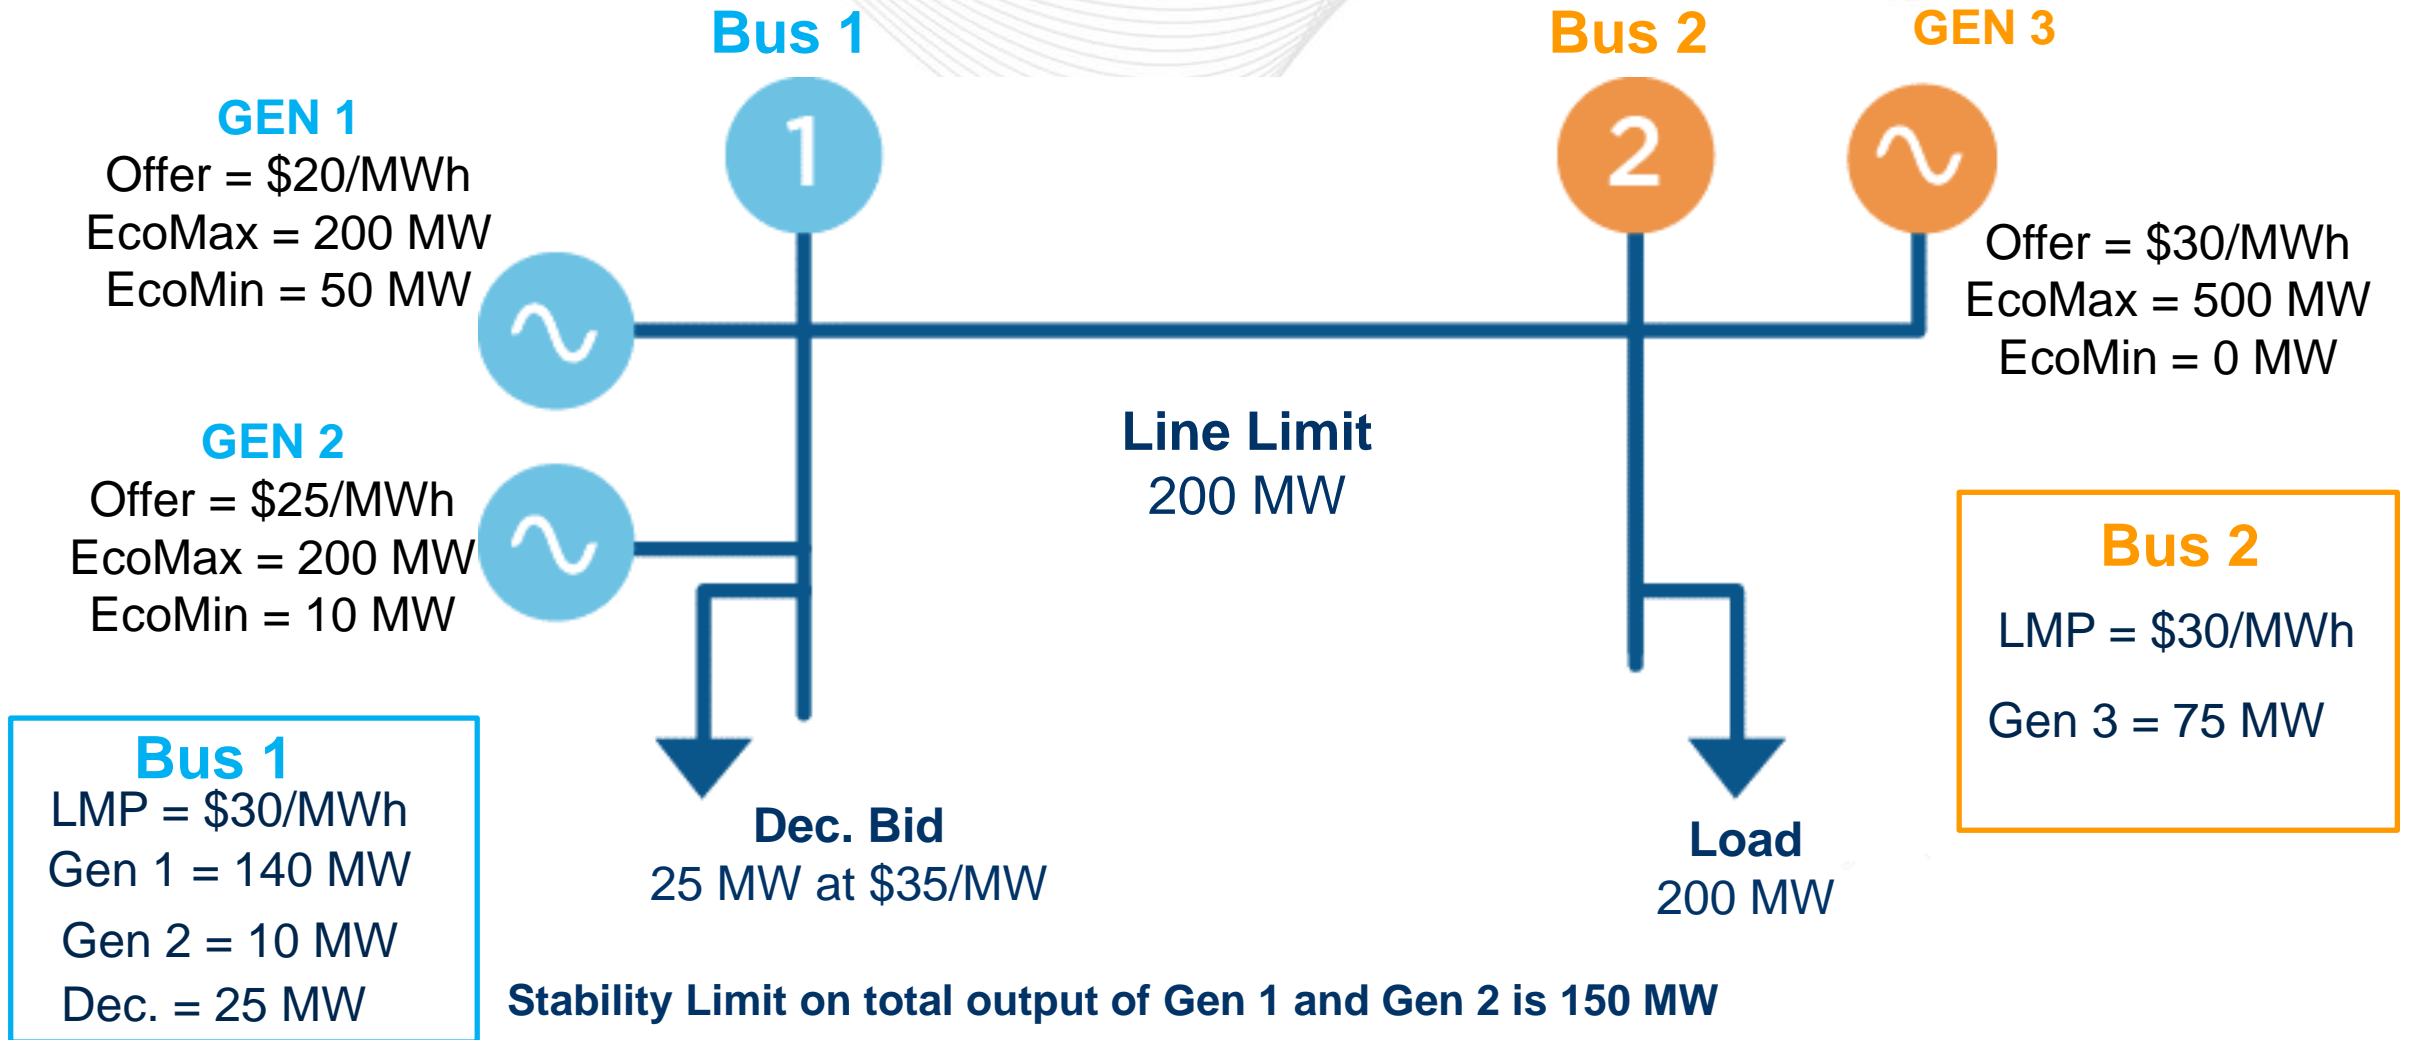 Bus 1
Bus 2
GEN 3
GEN 1
Offer = $20/MWh
EcoMax = 200 MW
EcoMin = 50 MW
1
2
Offer = $30/MWh
EcoMax = 500 MW
EcoMin = 0 MW
GEN 2
Offer = $25/MWh
EcoMax = 200 MW
EcoMin = 10 MW
Line Limit
200 MW
Bus 2
LMP = $30/MWh
Gen 3 = 75 MW
Bus 1
LMP = $30/MWh
Gen 1 = 140 MW
Gen 2 = 10 MW
Dec. = 25 MW
Dec. Bid
25 MW at $35/MW
Load
200 MW
Stability Limit on total output of Gen 1 and Gen 2 is 150 MW